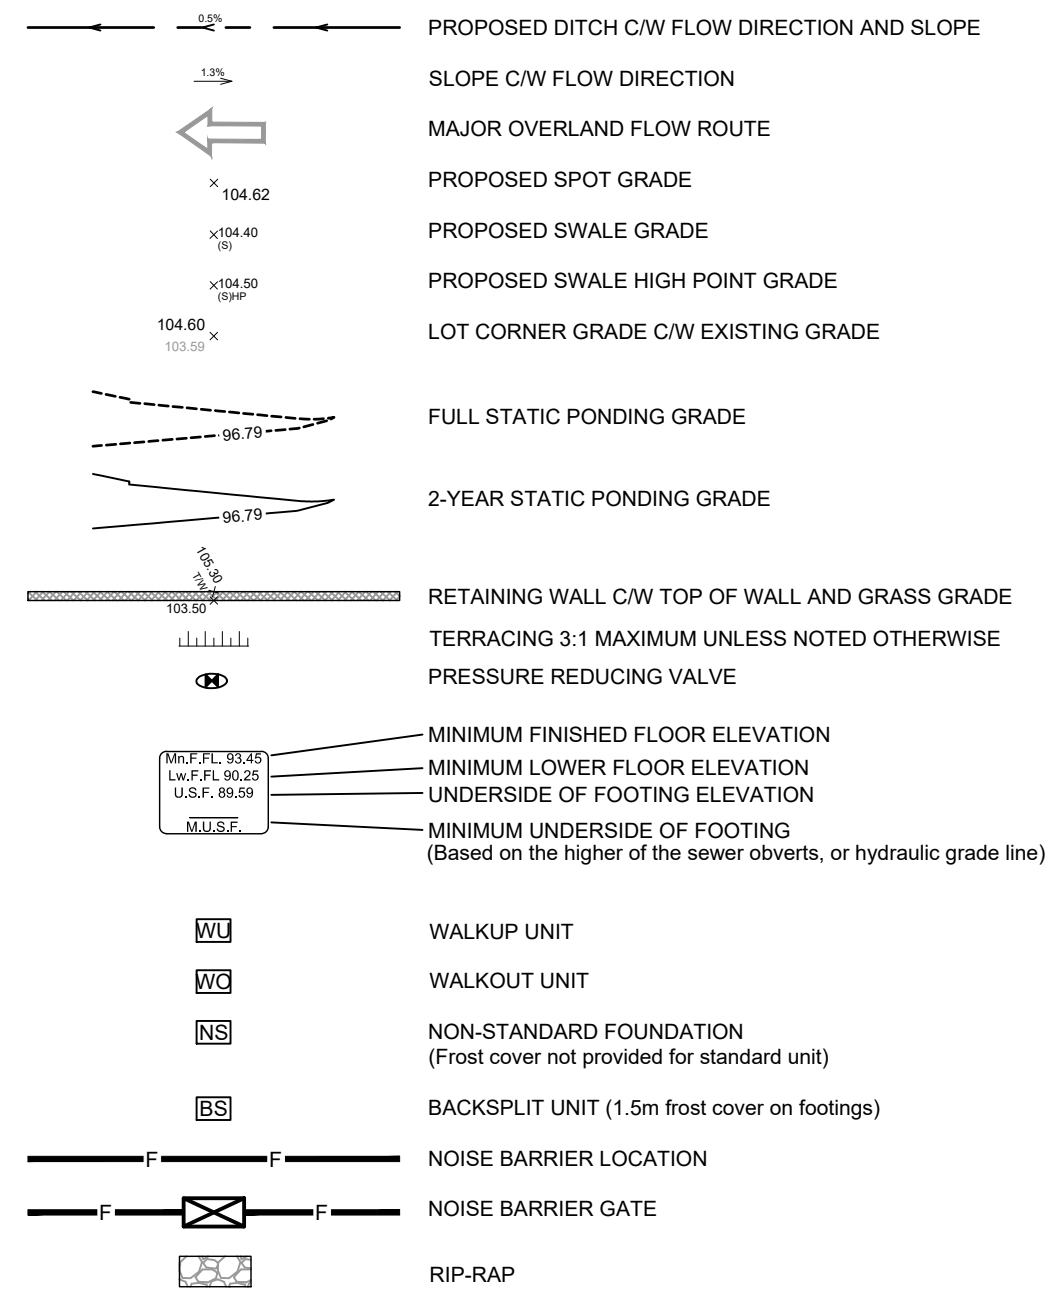 0.5%
PROPOSED DITCH C/W FLOW DIRECTION AND SLOPE
1.3%
SLOPE C/W FLOW DIRECTION
MAJOR OVERLAND FLOW ROUTE
104.62
PROPOSED SPOT GRADE
104.40
(S)
PROPOSED SWALE GRADE
104.50
(S)HP
PROPOSED SWALE HIGH POINT GRADE
104.60
103.59
LOT CORNER GRADE C/W EXISTING GRADE
96.79
FULL STATIC PONDING GRADE
96.79
2-YEAR STATIC PONDING GRADE
105.30
T/W
103.50
RETAINING WALL C/W TOP OF WALL AND GRASS GRADE
TERRACING 3:1 MAXIMUM UNLESS NOTED OTHERWISE
PRESSURE REDUCING VALVE
Mn.F.FL. 93.45
MINIMUM FINISHED FLOOR ELEVATION
Lw.F.FL 90.25
MINIMUM LOWER FLOOR ELEVATION
U.S.F. 89.59
UNDERSIDE OF FOOTING ELEVATION
M.U.S.F.
MINIMUM UNDERSIDE OF FOOTING
(Based on the higher of the sewer obverts, or hydraulic grade line)
WU
WALKUP UNIT
WO
WALKOUT UNIT
NS
NON-STANDARD FOUNDATION
(Frost cover not provided for standard unit)
BS
BACKSPLIT UNIT (1.5m frost cover on footings)
F F
NOISE BARRIER LOCATION
F F
NOISE BARRIER GATE
RIP-RAP